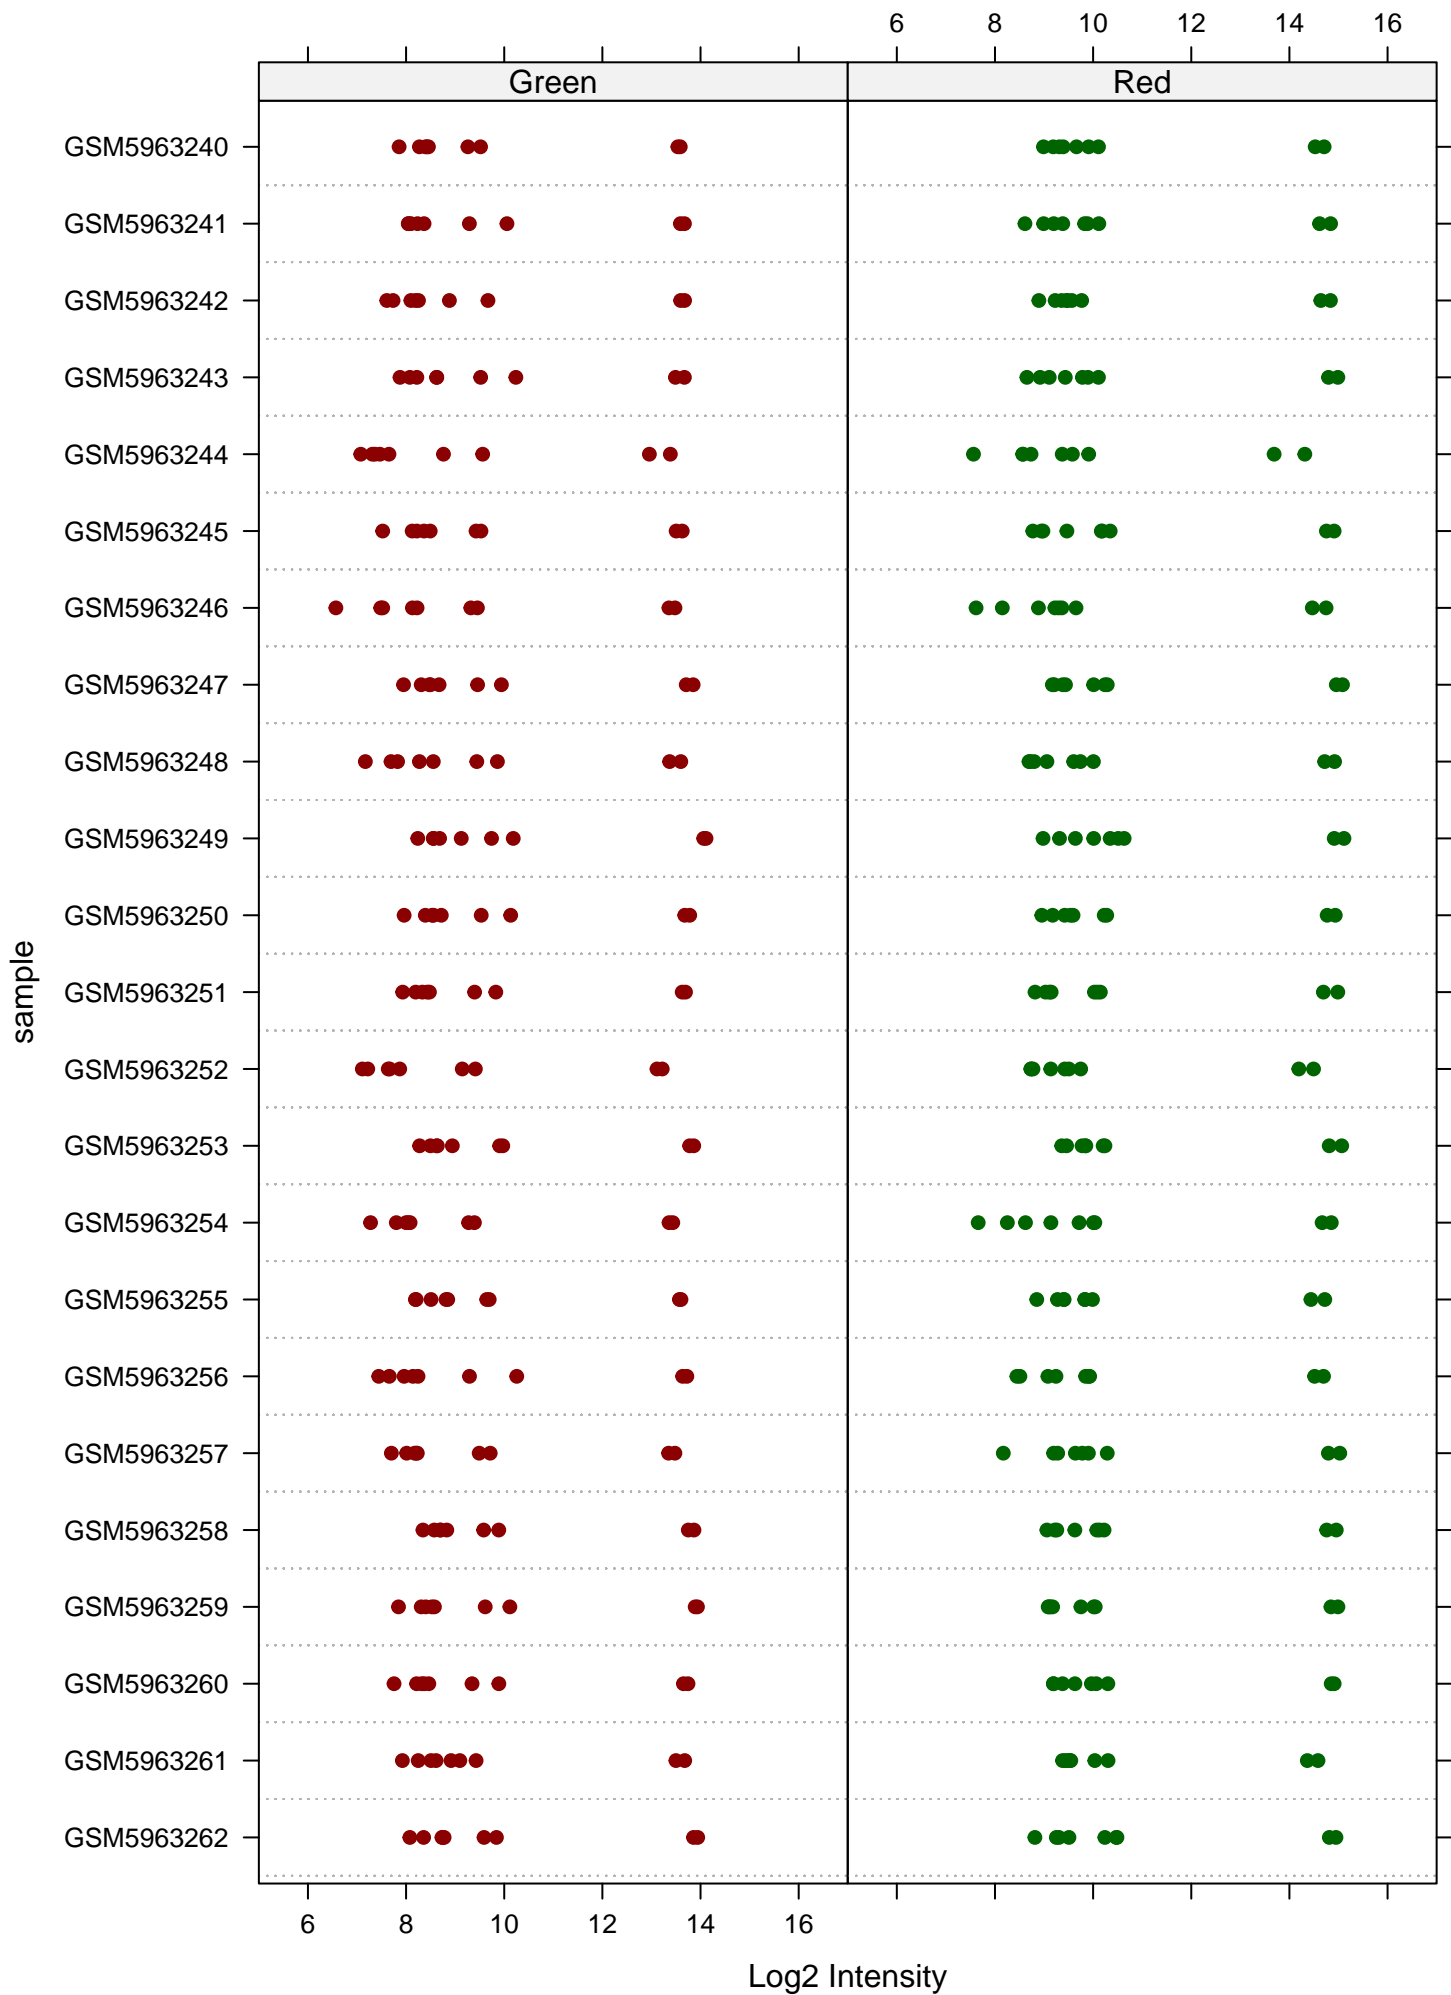 6 8 10 12 14 16
Green Red
GSM5963240
GSM5963241
GSM5963242
GSM5963243
GSM5963244
GSM5963245
GSM5963246
GSM5963247
GSM5963248
GSM5963249
GSM5963250
GSM5963251
GSM5963252
GSM5963253
GSM5963254
GSM5963255
GSM5963256
GSM5963257
GSM5963258
GSM5963259
GSM5963260
GSM5963261
GSM5963262
sample
6 8 10 12 14 16
Log2 Intensity